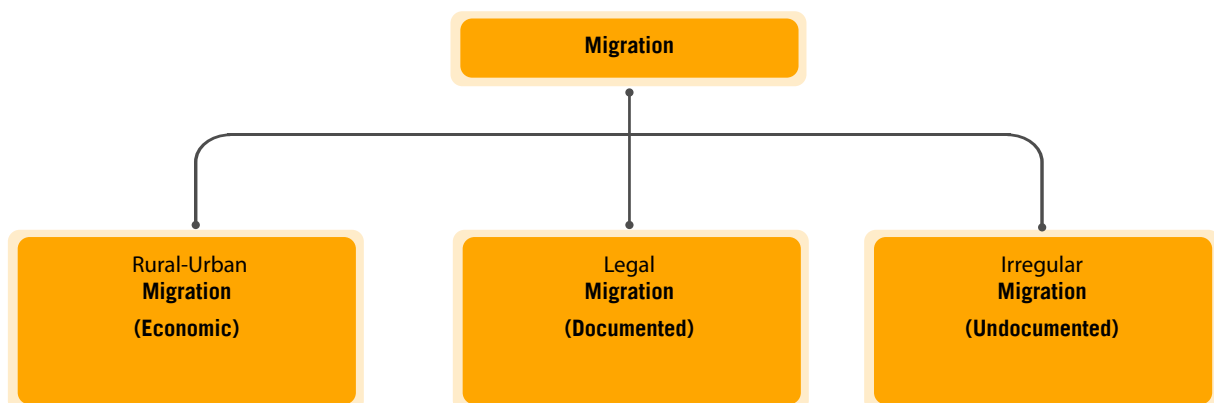 Migration
Rural-Urban
Migration
(Economic)
Legal
Migration
(Documented)
Irregular
Migration
(Undocumented)